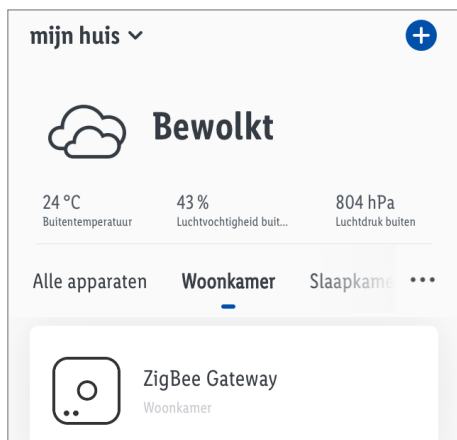 mijn huis
Bewolkt
24 °C 43 % 804 hPa
Buitentemperatuur Luchtvochtigheid buit... Luchtdruk buiten
Alle apparaten Woonkamer Slaapkame
ZigBee Gateway
Woonkamer